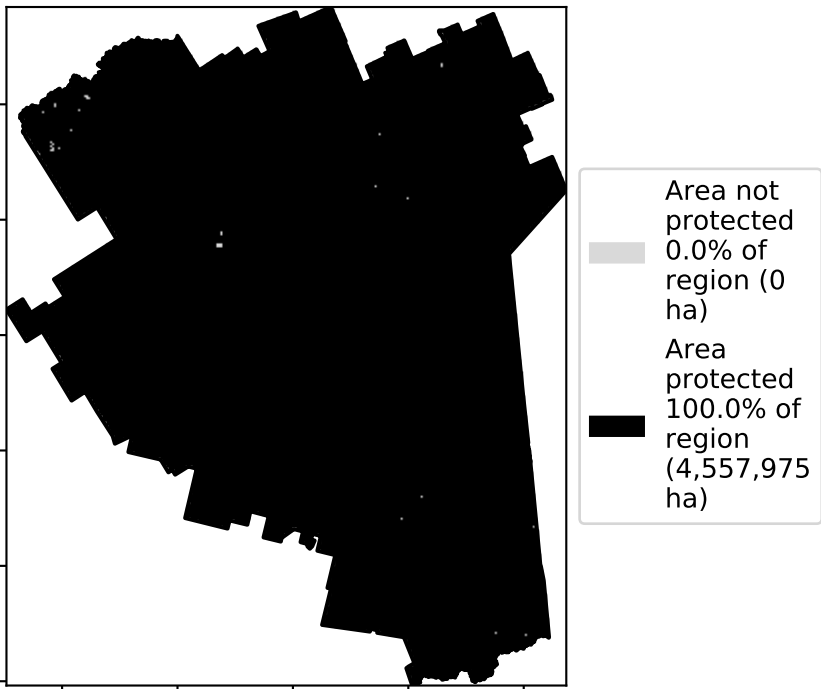 Area not
protected
0.0% of
region (0
ha)
Area
protected
100.0% of
region
(4,557,975
ha)